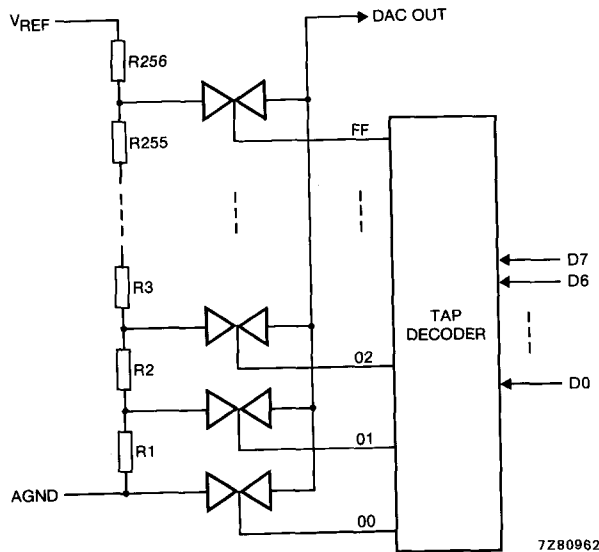 VREF
DAC OUT
R256
FF
R255
D7
D6
R3
TAP
DECODER
R2
02
D0
01
R1
AGND
00
7Z80962